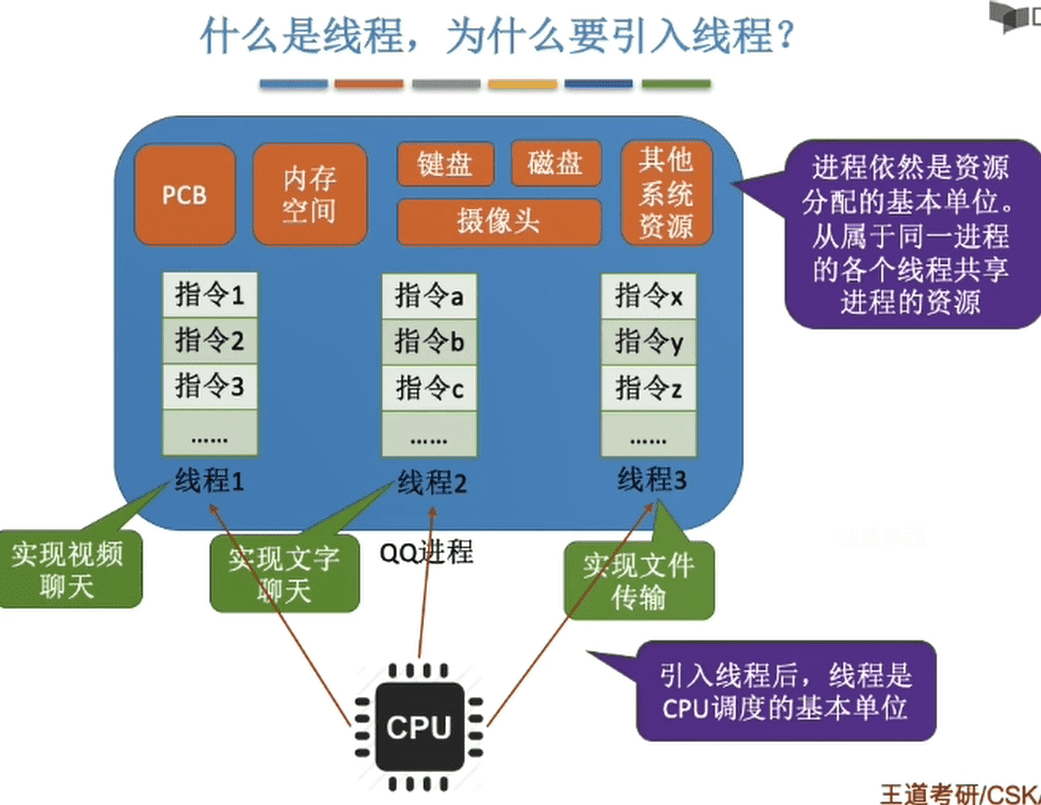 什么是线程，为什么要引入线程？
PCB
内存
空间
键盘
磁盘
摄像头
其他
系统
资源
进程依然是资源
分配的基本单位。
从属于同一进程
的各个线程共享
进程的资源
指令1
指令2
指令3
……
线程1
指令a
指令b
指令c
……
线程2
指令x
指令y
指令z
……
线程3
实现视频
聊天
实现文字
聊天
QQ进程
实现文件
传输
引入线程后，线程是
CPU调度的基本单位
CPU
王道考研/CSK